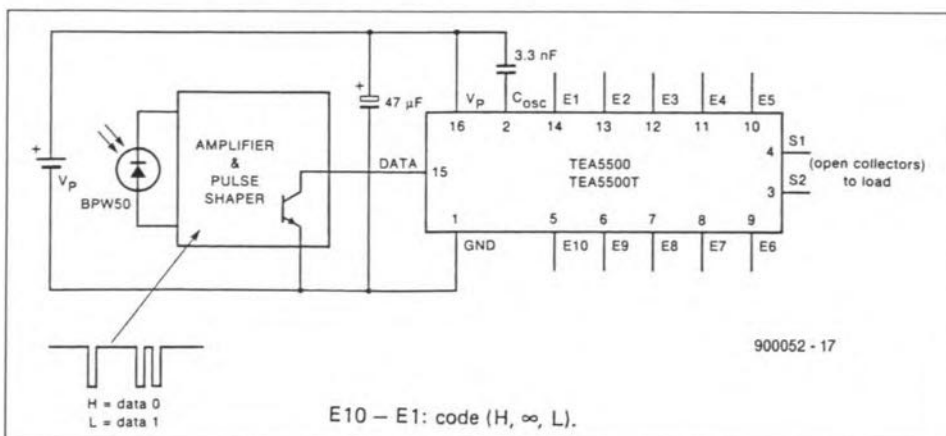 3.3 nF
+
47 µF
V_P
C_OSC
E1
E2
E3
E4
E5
16
2
14
13
12
11
10
AMPLIFIER
&
PULSE
SHAPER
+
V_P
BPW50
DATA
15
TEA5500
TEA5500T
4
S1
(open collectors)
to load
3
S2
1
5
6
7
8
9
GND
E10
E9
E8
E7
E6
900052 - 17
H = data 0
L = data 1
E10 – E1: code (H, ∞, L).